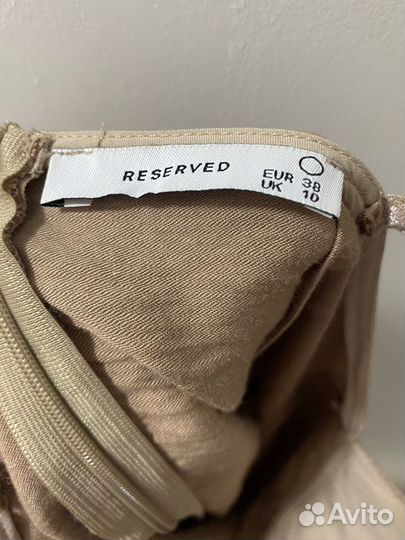 RESERVED
EUR 38
UK 10
Avito